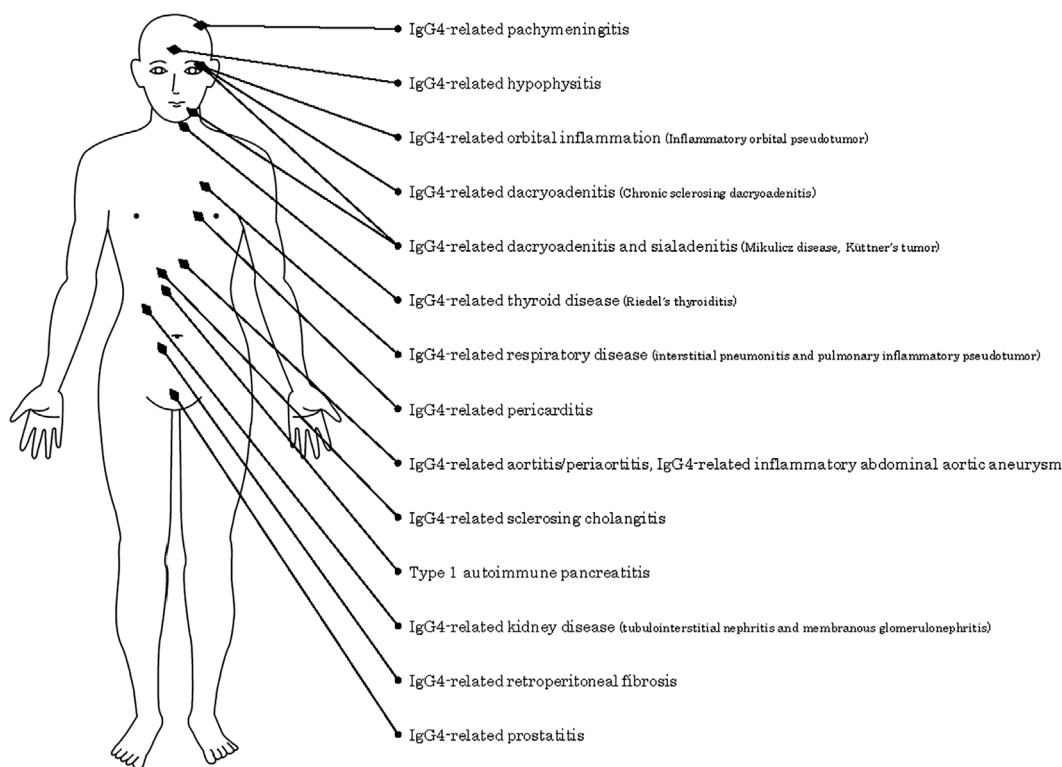 IgG4-related pachymeningitis
IgG4-related hypophysitis
IgG4-related orbital inflammation (Inflammatory orbital pseudotumor)
IgG4-related dacryoadenitis (Chronic sclerosing dacryoadenitis)
IgG4-related dacryoadenitis and sialadenitis (Mikulicz disease, Küttner's tumor)
IgG4-related thyroid disease (Riedel's thyroiditis)
IgG4-related respiratory disease (interstitial pneumonitis and pulmonary inflammatory pseudotumor)
IgG4-related pericarditis
IgG4-related aortitis/periaortitis, IgG4-related inflammatory abdominal aortic aneurysm
IgG4-related sclerosing cholangitis
Type 1 autoimmune pancreatitis
IgG4-related kidney disease (tubulointerstitial nephritis and membranous glomerulonephritis)
IgG4-related retroperitoneal fibrosis
IgG4-related prostatitis